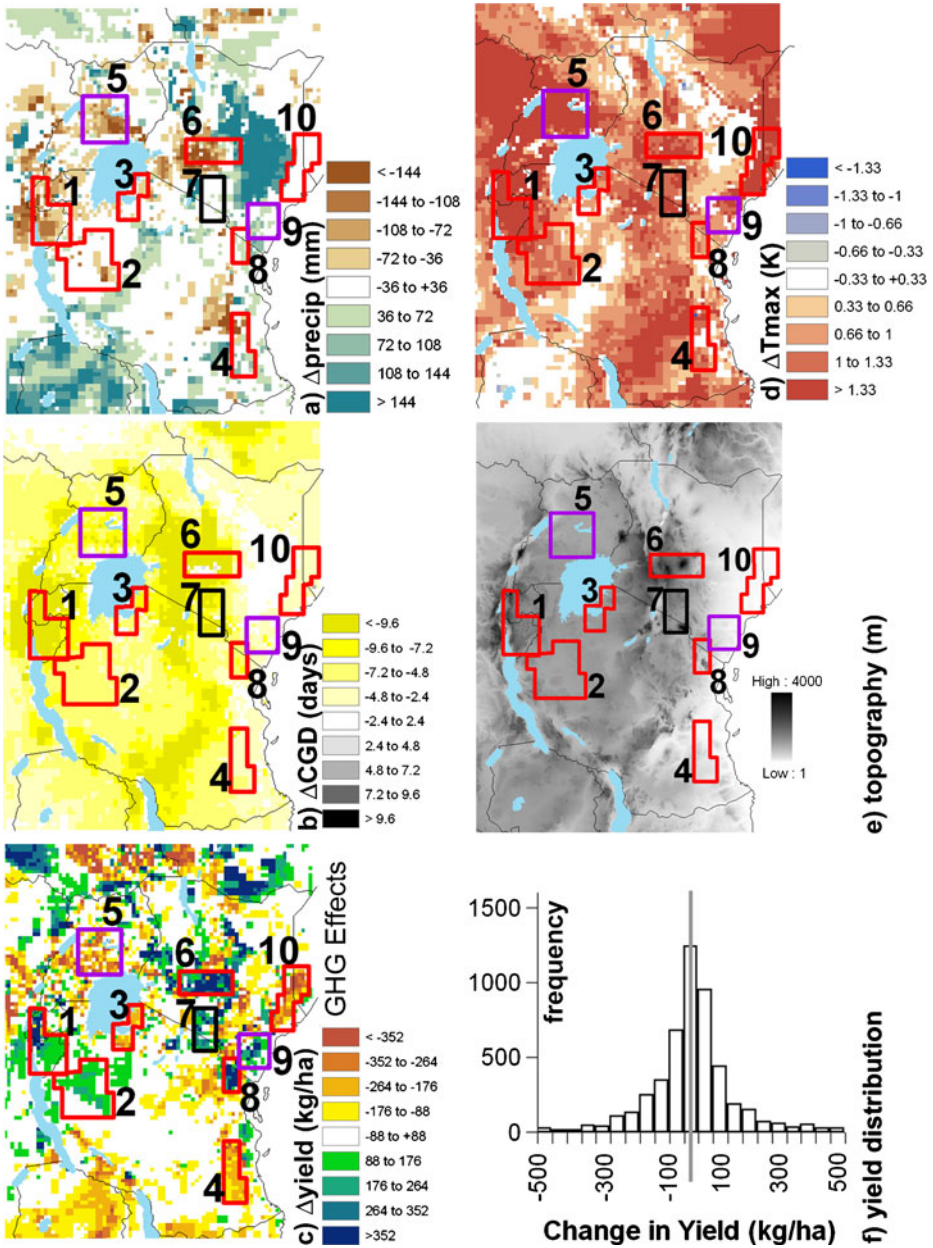 5
6
10
1
3
7
2
9
8
4
a) Δprecip (mm)
< -144
-144 to -108
-108 to -72
-72 to -36
-36 to +36
36 to 72
72 to 108
108 to 144
> 144
5
6
10
1
3
7
2
9
8
4
d) ΔTmax (K)
< -1.33
-1.33 to -1
-1 to -0.66
-0.66 to -0.33
-0.33 to +0.33
0.33 to 0.66
0.66 to 1
1 to 1.33
> 1.33
5
6
10
1
3
7
2
9
8
4
b) ΔCGD (days)
< -9.6
-9.6 to -7.2
-7.2 to -4.8
-4.8 to -2.4
-2.4 to 2.4
2.4 to 4.8
4.8 to 7.2
7.2 to 9.6
> 9.6
5
6
10
1
3
7
2
9
8
4
High : 4000
Low : 1
e) topography (m)
5
6
10
1
3
7
2
9
8
4
c) Δyield (kg/ha)
GHG Effects
< -352
-352 to -264
-264 to -176
-176 to -88
-88 to +88
88 to 176
176 to 264
264 to 352
>352
1500
1000
500
0
frequency
-500
-300
-100
100
300
500
Change in Yield (kg/ha)
f) yield distribution